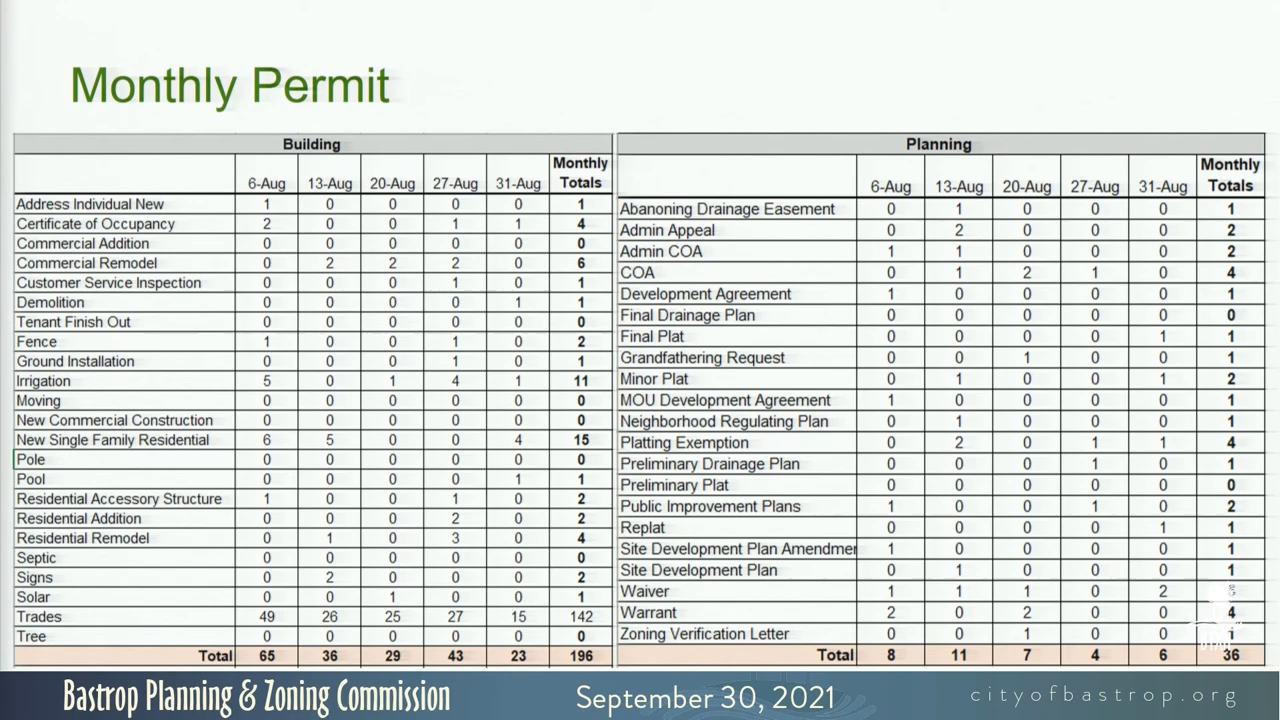 Monthly Permit
Building
6-Aug 13-Aug 20-Aug 27-Aug 31-Aug Monthly Totals
Address Individual New 1 0 0 0 0 1
Certificate of Occupancy 2 0 0 1 1 4
Commercial Addition 0 0 0 0 0 0
Commercial Remodel 0 2 2 2 0 6
Customer Service Inspection 0 0 0 1 0 1
Demolition 0 0 0 0 1 1
Tenant Finish Out 0 0 0 0 0 0
Fence 1 0 0 1 0 2
Ground Installation 0 0 0 1 0 1
Irrigation 5 0 1 4 1 11
Moving 0 0 0 0 0 0
New Commercial Construction 0 0 0 0 0 0
New Single Family Residential 6 5 0 0 4 15
Pole 0 0 0 0 0 0
Pool 0 0 0 0 1 1
Residential Accessory Structure 1 0 0 1 0 2
Residential Addition 0 0 0 2 0 2
Residential Remodel 0 1 0 3 0 4
Septic 0 0 0 0 0 0
Signs 0 2 0 0 0 2
Solar 0 0 1 0 0 1
Trades 49 26 25 27 15 142
Tree 0 0 0 0 0 0
Total 65 36 29 43 23 196
Planning
6-Aug 13-Aug 20-Aug 27-Aug 31-Aug Monthly Totals
Abanoning Drainage Easement 0 1 0 0 0 1
Admin Appeal 0 2 0 0 0 2
Admin COA 1 1 0 0 0 2
COA 0 1 2 1 0 4
Development Agreement 1 0 0 0 0 1
Final Drainage Plan 0 0 0 0 0 0
Final Plat 0 0 0 0 1 1
Grandfathering Request 0 0 1 0 0 1
Minor Plat 0 1 0 0 1 2
MOU Development Agreement 1 0 0 0 0 1
Neighborhood Regulating Plan 0 1 0 0 0 1
Platting Exemption 0 2 0 1 1 4
Preliminary Drainage Plan 0 0 0 1 0 1
Preliminary Plat 0 0 0 0 0 0
Public Improvement Plans 1 0 0 1 0 2
Replat 0 0 0 0 1 1
Site Development Plan Amendmer 1 0 0 0 0 1
Site Development Plan 0 1 0 0 0 1
Waiver 1 1 1 0 2
Warrant 2 0 2 0 0 4
Zoning Verification Letter 0 0 1 0 0
Total 8 11 7 4 6 36
Bastrop Planning & Zoning Commission
September 30, 2021
cityofbastrop.org